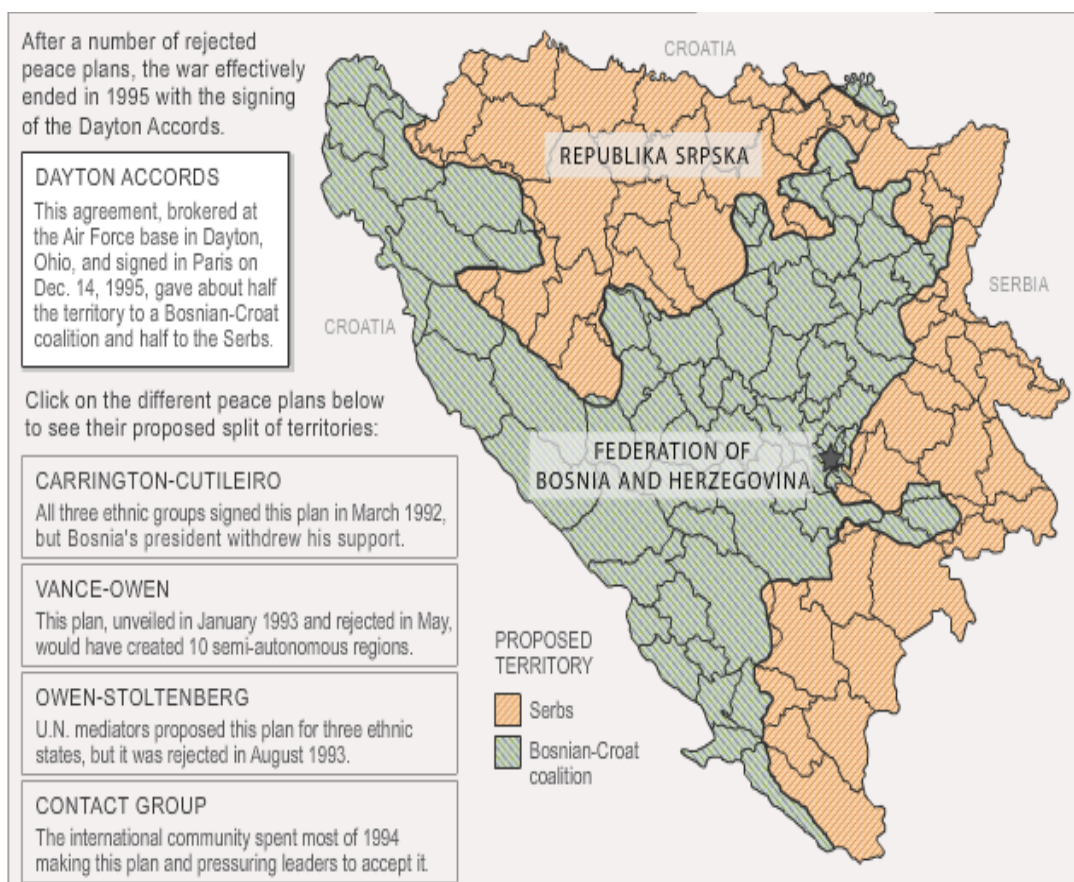 After a number of rejected
peace plans, the war effectively
ended in 1995 with the signing
of the Dayton Accords.
DAYTON ACCORDS
This agreement, brokered at
the Air Force base in Dayton,
Ohio, and signed in Paris on
Dec. 14, 1995, gave about half
the territory to a Bosnian-Croat
coalition and half to the Serbs.
Click on the different peace plans below
to see their proposed split of territories:
CARRINGTON-CUTILEIRO
All three ethnic groups signed this plan in March 1992,
but Bosnia's president withdrew his support.
VANCE-OWEN
This plan, unveiled in January 1993 and rejected in May,
would have created 10 semi-autonomous regions.
OWEN-STOLTENBERG
U.N. mediators proposed this plan for three ethnic
states, but it was rejected in August 1993.
CONTACT GROUP
The international community spent most of 1994
making this plan and pressuring leaders to accept it.
CROATIA
REPUBLIKA SRPSKA
SERBIA
CROATIA
FEDERATION OF
BOSNIA AND HERZEGOVINA
PROPOSED
TERRITORY
Serbs
Bosnian-Croat
coalition